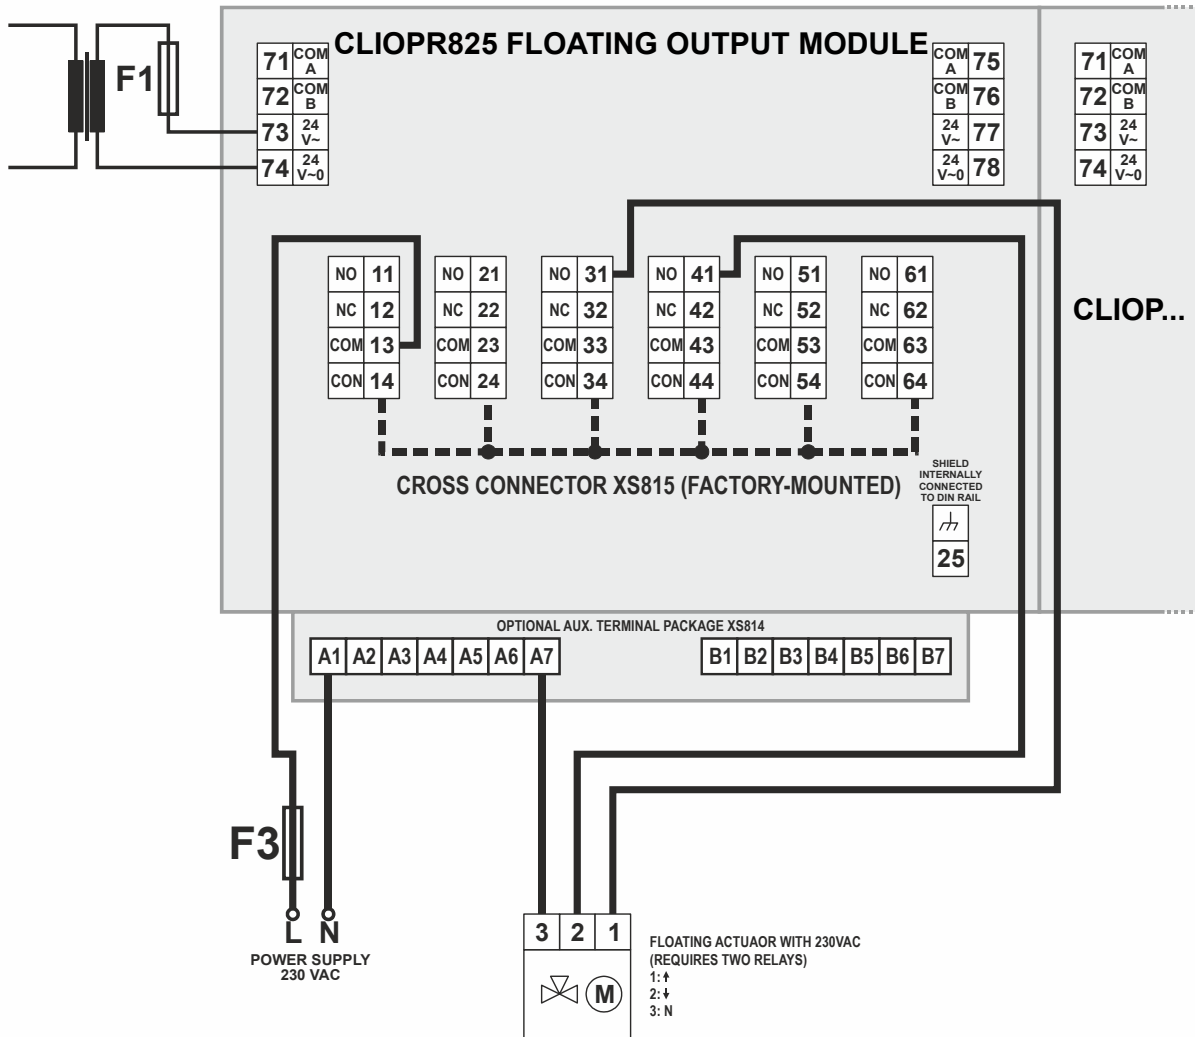 CLIOPR825 FLOATING OUTPUT MODULE
F1
71 COM A
72 COM B
73 24 V~
74 24 V~0
COM A 75
COM B 76
24 V~ 77
24 V~0 78
71 COM A
72 COM B
73 24 V~
74 24 V~0
NO 11 NO 21 NO 31 NO 41 NO 51 NO 61
NC 12 NC 22 NC 32 NC 42 NC 52 NC 62
COM 13 COM 23 COM 33 COM 43 COM 53 COM 63
CON 14 CON 24 CON 34 CON 44 CON 54 CON 64
CLIOP...
CROSS CONNECTOR XS815 (FACTORY-MOUNTED)
SHIELD
INTERNALLY
CONNECTED
TO DIN RAIL
25
OPTIONAL AUX. TERMINAL PACKAGE XS814
A1 A2 A3 A4 A5 A6 A7 B1 B2 B3 B4 B5 B6 B7
F3
L N
POWER SUPPLY
230 VAC
3 2 1
M
FLOATING ACTUAOR WITH 230VAC
(REQUIRES TWO RELAYS)
1: ↑
2: ↓
3: N